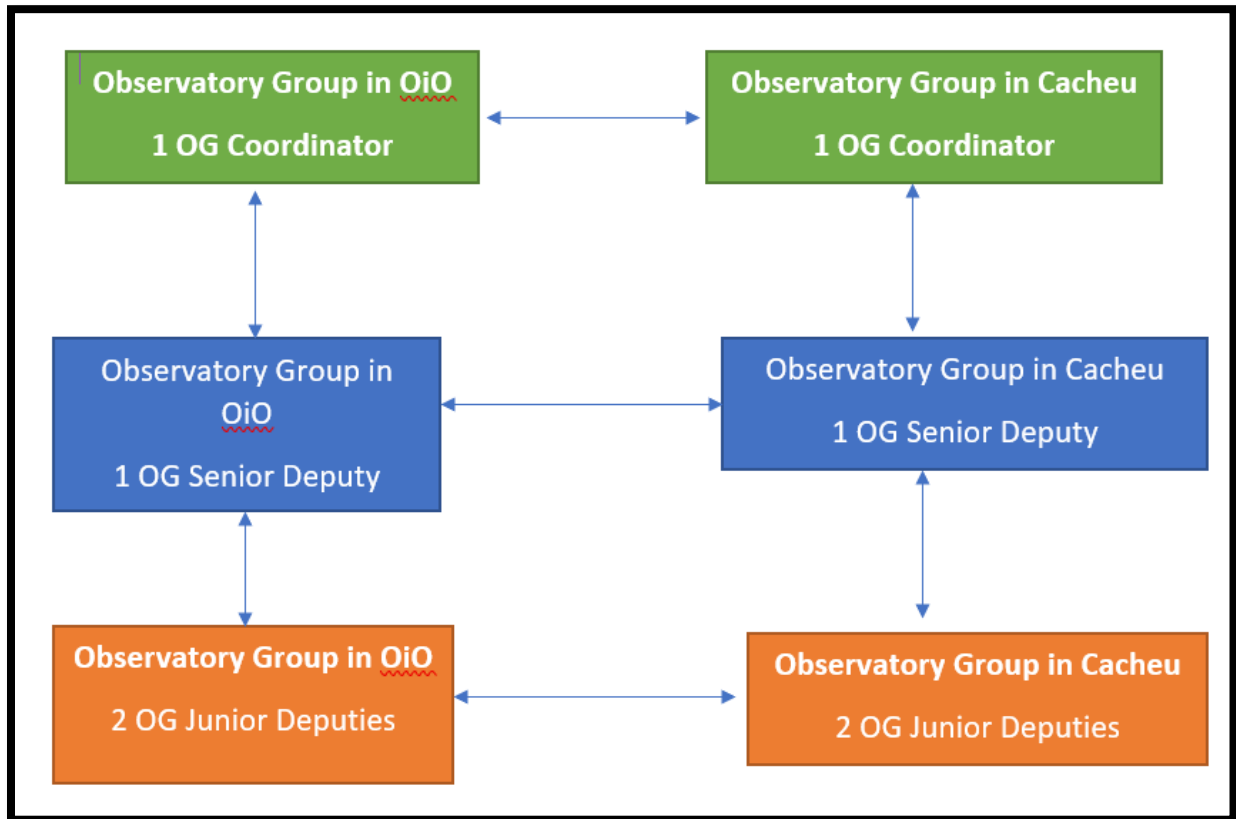 Observatory Group in OiO
1 OG Coordinator
Observatory Group in Cacheu
1 OG Coordinator
Observatory Group in
OiO
1 OG Senior Deputy
Observatory Group in Cacheu
1 OG Senior Deputy
Observatory Group in OiO
2 OG Junior Deputies
Observatory Group in Cacheu
2 OG Junior Deputies